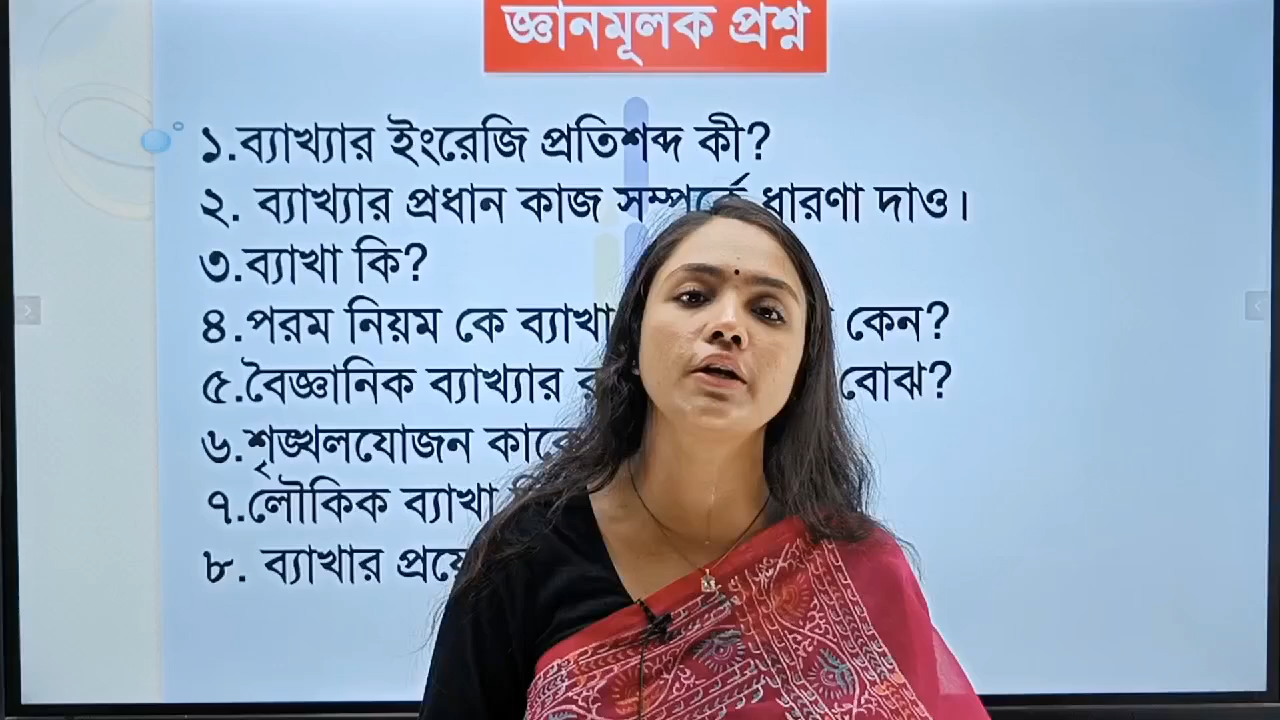 জ্ঞানমূলক প্রশ্ন
১.ব্যাখ্যার ইংরেজি প্রতিশব্দ কী?
২. ব্যাখ্যার প্রধান কাজ সম্পর্কে ধারণা দাও।
৩.ব্যাখা কি?
৪.পরম নিয়ম কে ব্যাখা কেন?
৫.বৈজ্ঞানিক ব্যাখ্যার বোঝ?
৬.শৃঙ্খলযোজন
৭.লৌকিক ব্যাখা
৮. ব্যাখার